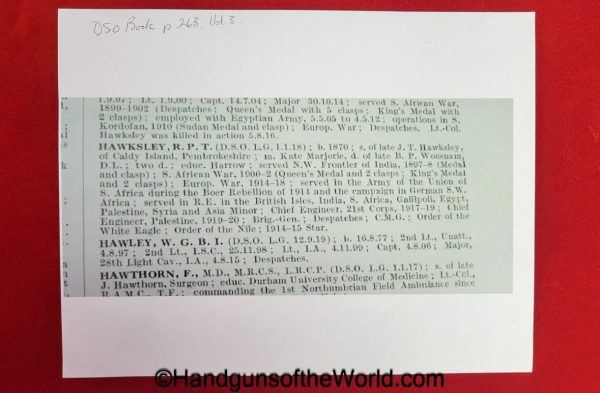 DSO Book p 268, Vol. 3.
1.9.97 ; Lt. 1.9.00 ; Capt. 14.7.04 ; Major 30.10.14 ; served S. African War,
1899–1902 (Despatches ; Queen's Medal with 5 clasps ; King's Medal with
2 clasps) ; employed with Egyptian Army, 5.5.05 to 4.5.12 ; operations in S.
Kordofan, 1910 (Sudan Medal and clasp) ; Europ. War ; Despatches. Lt.-Col.
Hawksley was killed in action 5.8.16.
HAWKSLEY, R. P. T. (D.S.O. L.G. 1.1.18) ; b. 1870 ; s. of late J. T. Hawksley,
of Caldy Island, Pembrokeshire ; m. Kate Marjorie, d. of late B. P. Woosnam,
D.L. ; two d. ; educ. Harrow ; served N.W. Frontier of India, 1897–8 (Medal
and clasp) ; S. African War, 1900–2 (Queen's Medal and 2 clasps ; King's Medal
and 2 clasps) ; Europ. War, 1914–18 ; served in the Army of the Union of
S. Africa during the Boer Rebellion of 1914 and the campaign in German S.W.
Africa ; served in R.E. in the British Isles, India, S. Africa, Gallipoli, Egypt,
Palestine, Syria and Asia Minor ; Chief Engineer, 21st Corps, 1917–19 ; Chief
Engineer, Palestine, 1919–20 ; Brig.-Gen. ; Despatches ; C.M.G. ; Order of the
White Eagle ; Order of the Nile ; 1914–15 Star.
HAWLEY, W. G. B. I. (D.S.O. L.G. 12.9.19) ; b. 16.8.77 ; 2nd Lt., Unatt.,
4.8.97 ; 2nd Lt., I.S.C., 25.11.98 ; Lt., I.A., 4.11.99 ; Capt. 4.8.06 ; Major,
28th Light Cav., I.A., 4.8.15 ; Despatches.
HAWTHORN, F., M.D., M.R.C.S., L.R.C.P. (D.S.O. L.G. 1.1.17) ; s. of late
J. Hawthorn, Surgeon ; educ. Durham University College of Medicine ; Lt.-Col.,
R.A.M.C., T.F. ; commanding the 1st Northumbrian Field Ambulance since
©HandgunsoftheWorld.com